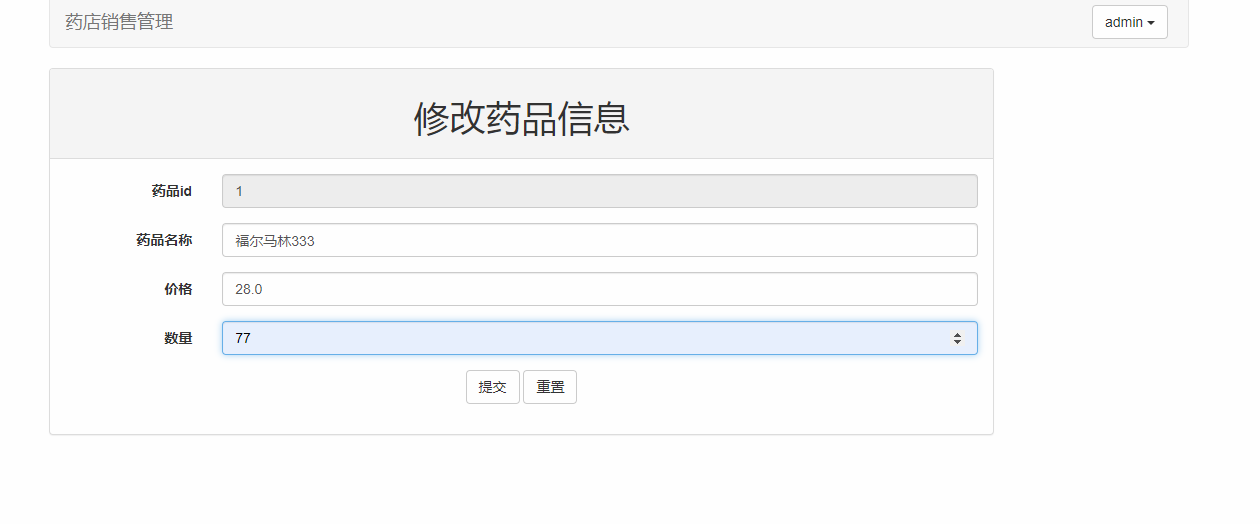 药店销售管理
admin
修改药品信息
药品id 1
药品名称 福尔马林333
价格 28.0
数量 77
提交 重置